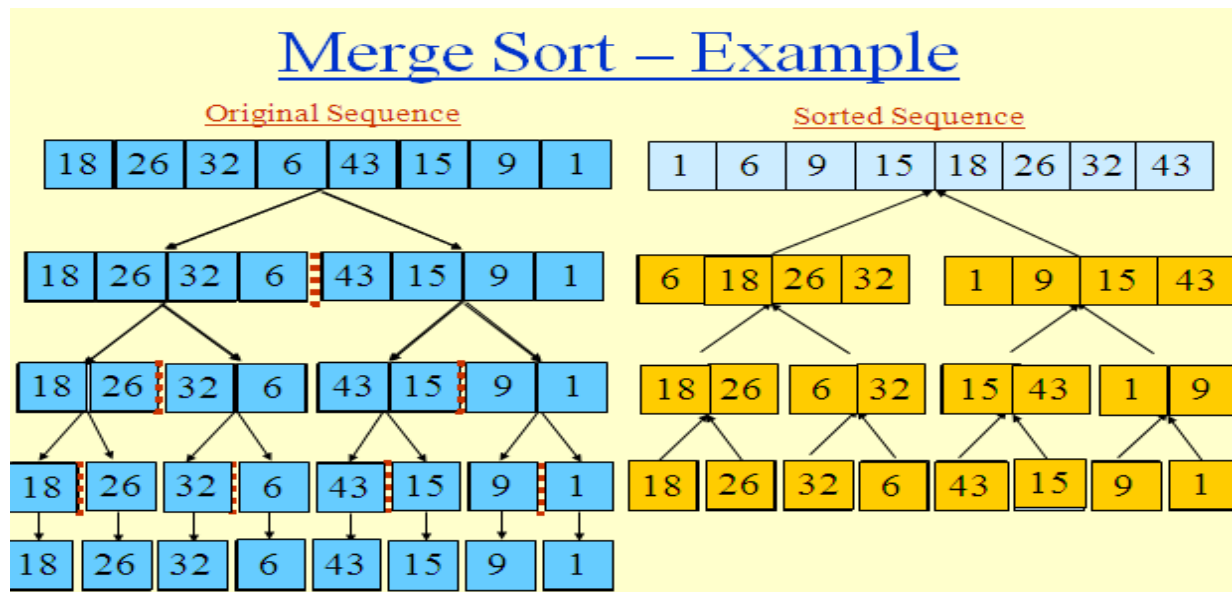 Merge Sort – Example
Original Sequence
18 26 32 6 43 15 9 1
18 26 32 6 43 15 9 1
18 26 32 6 43 15 9 1
18 26 32 6 43 15 9 1
18 26 32 6 43 15 9 1
Sorted Sequence
1 6 9 15 18 26 32 43
6 18 26 32 1 9 15 43
18 26 6 32 15 43 1 9
18 26 32 6 43 15 9 1